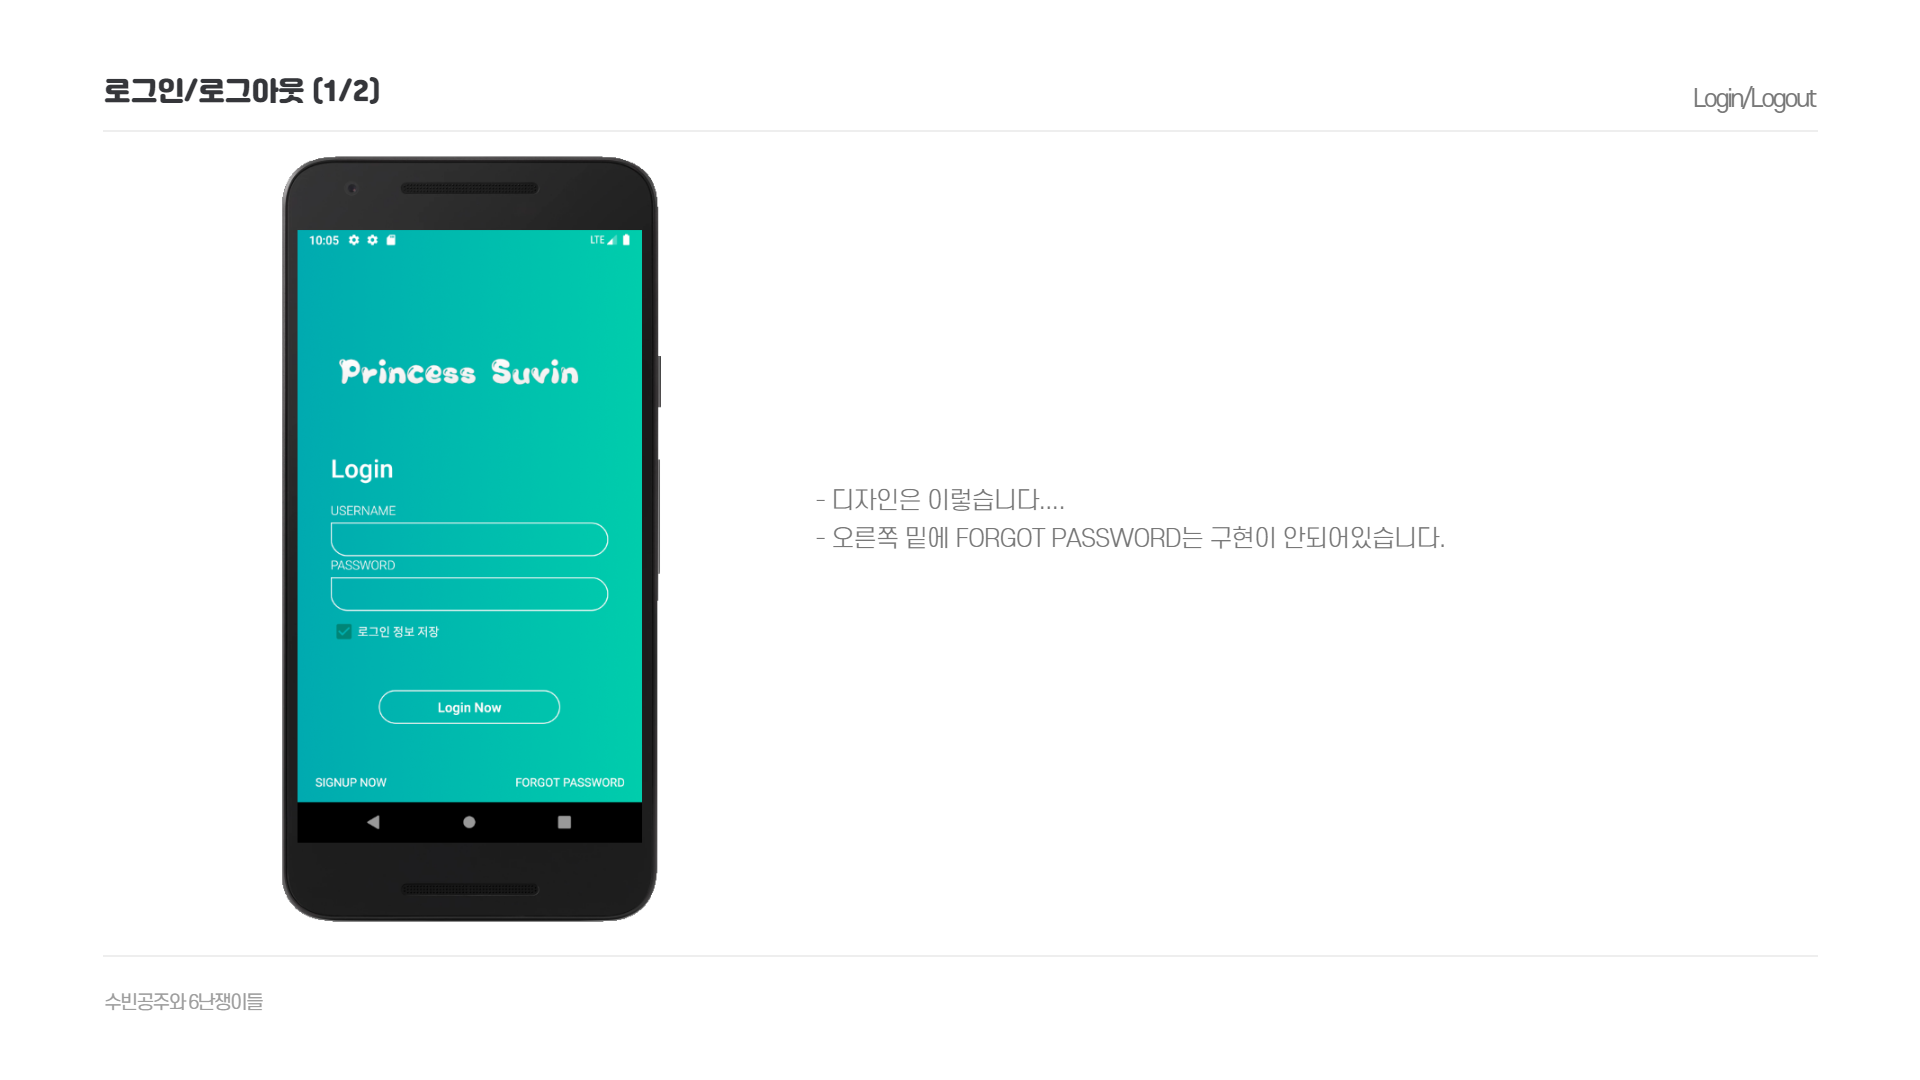 로그인/로그아웃 (1/2)
Login/Logout
10:05
LTE
Princess Suvin
Login
USERNAME
PASSWORD
로그인 정보 저장
Login Now
SIGNUP NOW
FORGOT PASSWORD
- 디자인은 이렇습니다....
- 오른쪽 밑에 FORGOT PASSWORD는 구현이 안되어있습니다.
수빈공주와 6난쟁이들